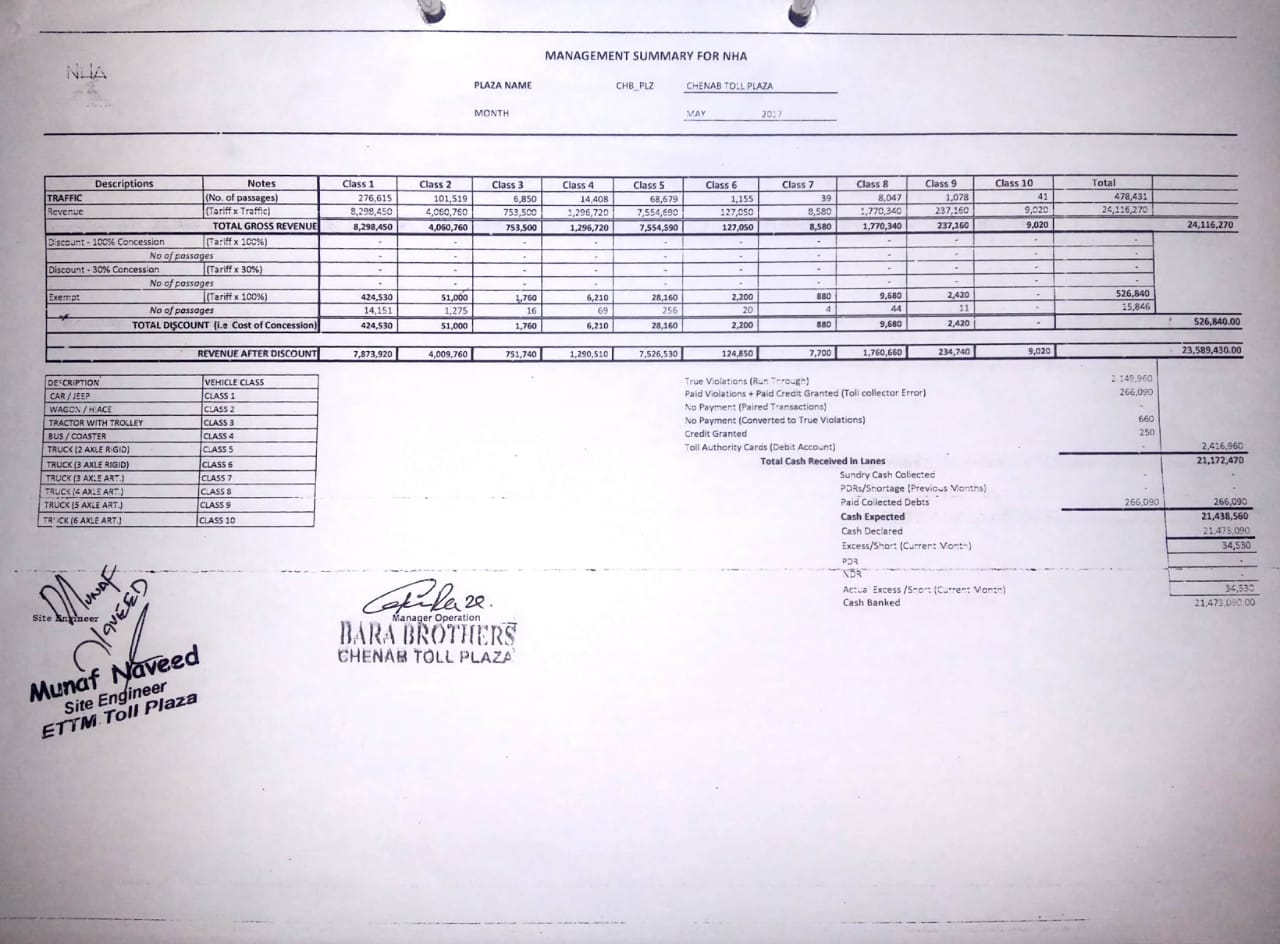 NHA
MANAGEMENT SUMMARY FOR NHA
PLAZA NAME CHB_PLZ CHENAB TOLL PLAZA
MONTH MAY 2017
Descriptions Notes Class 1 Class 2 Class 3 Class 4 Class 5 Class 6 Class 7 Class 8 Class 9 Class 10 Total
TRAFFIC (No. of passages) 276,615 101,519 6,850 14,408 68,679 1,155 39 8,047 1,078 41 478,431
Revenue (Tariff x Traffic) 8,298,450 4,060,760 753,500 1,296,720 7,554,690 127,050 8,580 1,770,340 237,160 9,020 24,116,270
TOTAL GROSS REVENUE 8,298,450 4,060,760 753,500 1,296,720 7,554,590 127,050 8,580 1,770,340 237,160 9,020 24,116,270
Discount - 100% Concession (Tariff x 100%) - - - - - - - - - - -
No of passages - - - - - - - - - - -
Discount - 30% Concession (Tariff x 30%) - - - - - - - - - - -
No of passages - - - - - - - - - - -
Exempt (Tariff x 100%) 424,530 51,000 1,760 6,210 28,160 2,200 880 9,680 2,420 - 526,840
No of passages 14,151 1,275 16 69 256 20 4 44 11 - 15,846
TOTAL DISCOUNT (i.e Cost of Concession) 424,530 51,000 1,760 6,210 28,160 2,200 880 9,680 2,420 - 526,840.00
REVENUE AFTER DISCOUNT 7,873,920 4,009,760 751,740 1,290,510 7,526,530 124,850 7,700 1,760,660 234,740 9,020 23,589,430.00
DESCRIPTION VEHICLE CLASS
CAR / JEEP CLASS 1
WAGON / HIACE CLASS 2
TRACTOR WITH TROLLEY CLASS 3
BUS / COASTER CLASS 4
TRUCK (2 AXLE RIGID) CLASS 5
TRUCK (3 AXLE RIGID) CLASS 6
TRUCK (3 AXLE ART.) CLASS 7
TRUCK (4 AXLE ART.) CLASS 8
TRUCK (5 AXLE ART.) CLASS 9
TRUCK (6 AXLE ART.) CLASS 10
True Violations (Run Through) 2,149,960
Paid Violations + Paid Credit Granted (Toll collector Error) 266,090
No Payment (Paired Transactions) -
No Payment (Converted to True Violations) 660
Credit Granted 250
Toll Authority Cards (Debit Account) - 2,416,960
Total Cash Received in Lanes 21,172,470
Sundry Cash Collected - -
PDRs/Shortage (Previous Months) - -
Paid Collected Debts 266,090 266,090
Cash Expected 21,438,560
Cash Declared 21,473,090
Excess/Short (Current Month) 34,530
PDR -
NDR -
Actual Excess /Short (Current Month) 34,530
Cash Banked 21,473,090.00
Munaf
Naveed
Site Engineer
Munaf Naveed
Site Engineer
ETTM Toll Plaza
Manager Operation
BARA BROTHERS
CHENAB TOLL PLAZA